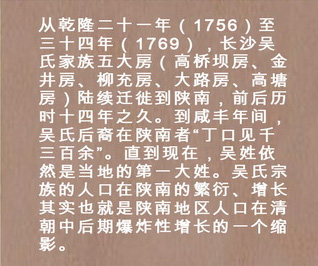 从乾隆二十一年（1756）至
三十四年（1769），长沙吴
氏家族五大房（高桥坝房、金
井房、柳充房、大路房、高塘
房）陆续迁徙到陕南，前后历
时十四年之久。到咸丰年间，
吴氏后裔在陕南者“丁口见千
三百余”。直到现在，吴姓依
然是当地的第一大姓。吴氏宗
族的人口在陕南的繁衍、增长
其实也就是陕南地区人口在清
朝中后期爆炸性增长的一个缩
影。